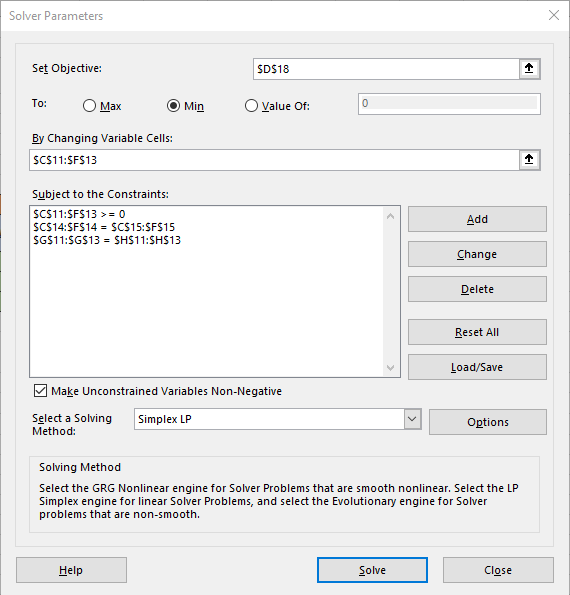 Solver Parameters
Set Objective:
$D$18
To:
Max
Min
Value Of:
0
By Changing Variable Cells:
$C$11:$F$13
Subject to the Constraints:
$C$11:$F$13 >= 0
$C$14:$F$14 = $C$15:$F$15
$G$11:$G$13 = $H$11:$H$13
Add
Change
Delete
Reset All
Load/Save
Make Unconstrained Variables Non-Negative
Select a Solving
Method:
Simplex LP
Options
Solving Method
Select the GRG Nonlinear engine for Solver Problems that are smooth nonlinear. Select the LP
Simplex engine for linear Solver Problems, and select the Evolutionary engine for Solver
problems that are non-smooth.
Help
Solve
Close